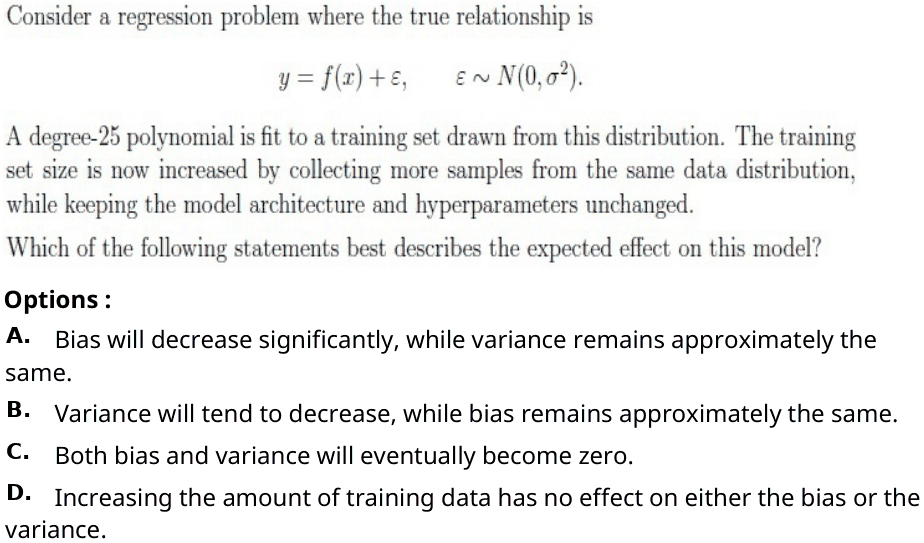 Consider a regression problem where the true relationship is
y = f(x) + ε,  ε ~ N(0, σ²).
A degree-25 polynomial is fit to a training set drawn from this distribution. The training
set size is now increased by collecting more samples from the same data distribution,
while keeping the model architecture and hyperparameters unchanged.
Which of the following statements best describes the expected effect on this model?
Options :
A. Bias will decrease significantly, while variance remains approximately the
same.
B. Variance will tend to decrease, while bias remains approximately the same.
C. Both bias and variance will eventually become zero.
D. Increasing the amount of training data has no effect on either the bias or the
variance.